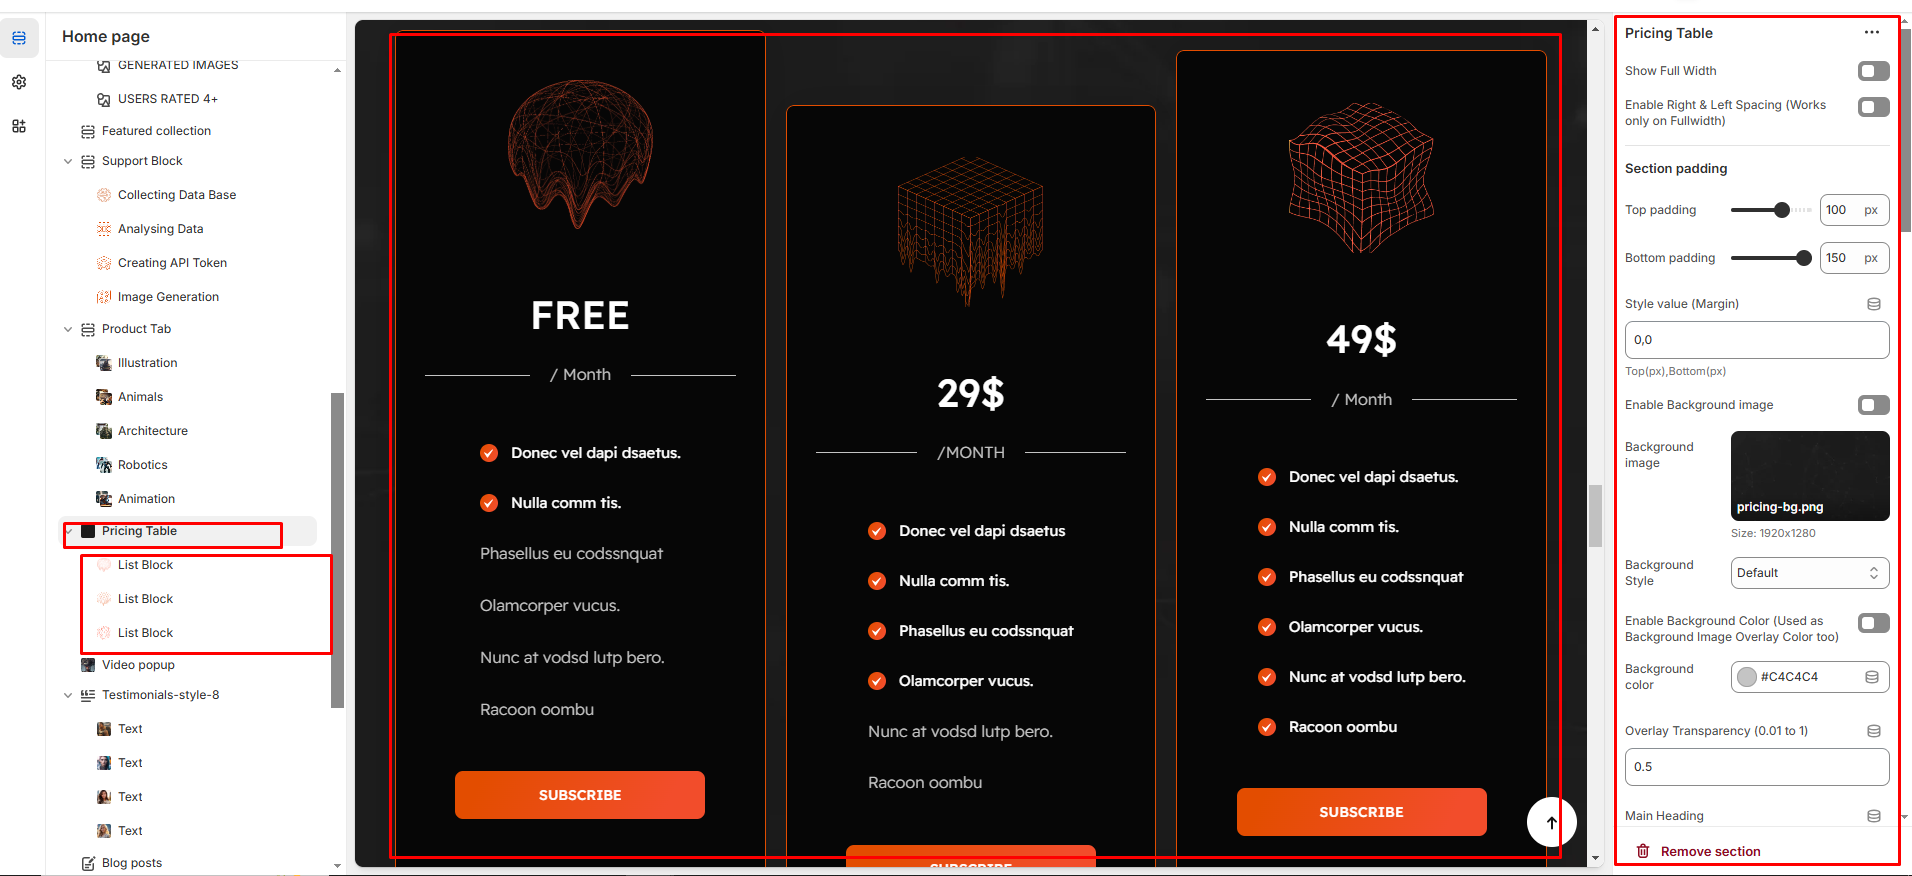 Home page
GENERATED IMAGES
USERS RATED 4+
Featured collection
Support Block
Collecting Data Base
Analysing Data
Creating API Token
Image Generation
Product Tab
Illustration
Animals
Architecture
Robotics
Animation
Pricing Table
List Block
List Block
List Block
Video popup
Testimonials-style-8
Text
Text
Text
Text
Blog posts
FREE
/ Month
Donec vel dapi dsaetus.
Nulla comm tis.
Phasellus eu codssnquat
Olamcorper vucus.
Nunc at vodsd lutp bero.
Racoon oombu
SUBSCRIBE
29$
/MONTH
Donec vel dapi dsaetus
Nulla comm tis.
Phasellus eu codssnquat
Olamcorper vucus.
Nunc at vodsd lutp bero.
Racoon oombu
SUBSCRIBE
49$
/ Month
Donec vel dapi dsaetus.
Nulla comm tis.
Phasellus eu codssnquat
Olamcorper vucus.
Nunc at vodsd lutp bero.
Racoon oombu
SUBSCRIBE
Pricing Table
Show Full Width
Enable Right & Left Spacing (Works
only on Fullwidth)
Section padding
Top padding 100 px
Bottom padding 150 px
Style value (Margin)
0,0
Top(px),Bottom(px)
Enable Background image
Background
image
pricing-bg.png
Size: 1920x1280
Background
Style
Default
Enable Background Color (Used as
Background Image Overlay Color too)
Background
color
#C4C4C4
Overlay Transparency (0.01 to 1)
0.5
Main Heading
Remove section